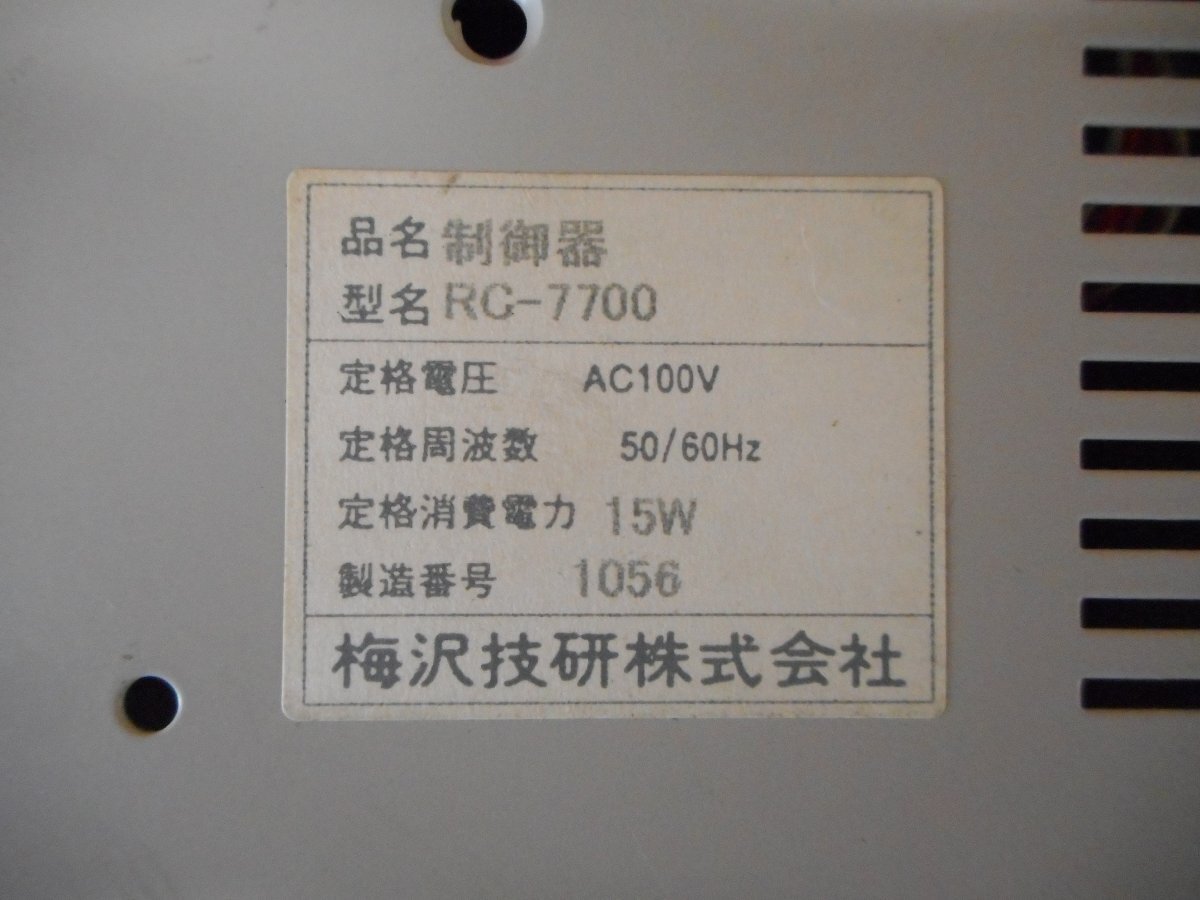 品名 制御器
型名 RC-7700
定格電圧 AC100V
定格周波数 50/60Hz
定格消費電力 15W
製造番号 1056
梅沢技研株式会社